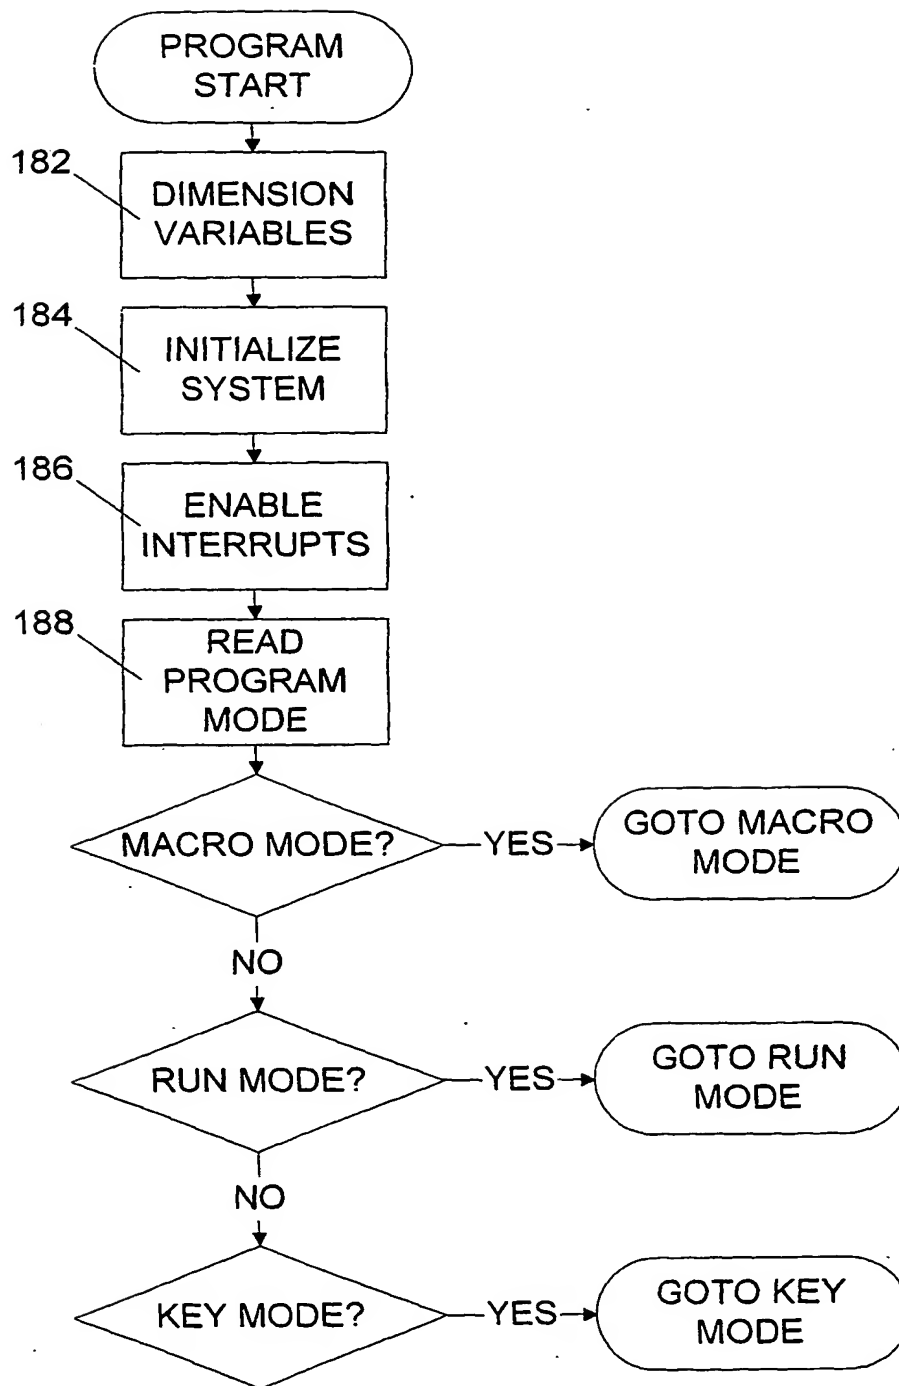 PROGRAM
START
182
DIMENSION
VARIABLES
184
INITIALIZE
SYSTEM
186
ENABLE
INTERRUPTS
188
READ
PROGRAM
MODE
MACRO MODE?
YES
GOTO MACRO
MODE
NO
RUN MODE?
YES
GOTO RUN
MODE
NO
KEY MODE?
YES
GOTO KEY
MODE